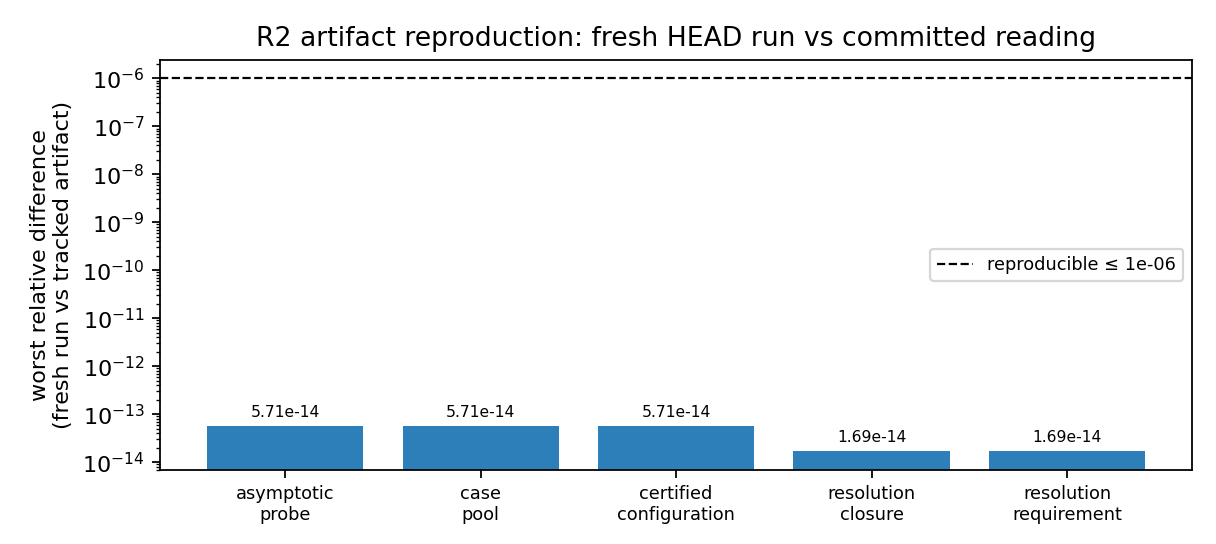 R2 artifact reproduction: fresh HEAD run vs committed reading
worst relative difference
(fresh run vs tracked artifact)
10⁻⁶
10⁻⁷
10⁻⁸
10⁻⁹
10⁻¹⁰
10⁻¹¹
10⁻¹²
10⁻¹³
10⁻¹⁴
reproducible ≤ 1e-06
5.71e-14
5.71e-14
5.71e-14
1.69e-14
1.69e-14
asymptotic
probe
case
pool
certified
configuration
resolution
closure
resolution
requirement